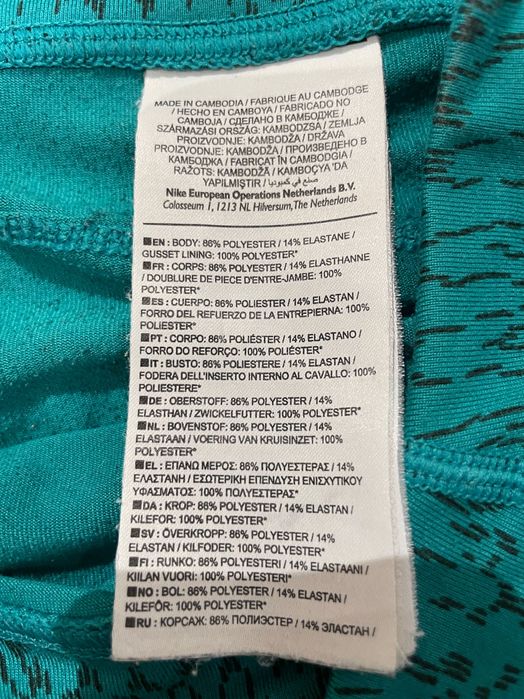 MADE IN CAMBODIA / FABRIQUE AU CAMBODGE
/ HECHO EN CAMBOYA / FABRICADO NO
CAMBOJA / СДЕЛАНО В КАМБОДЖЕ /
SZÁRMAZÁSI ORSZÁG: KAMBODZSA / ZEMLJA
PROIZVODNJE: KAMBODŽA / DRŽAVA
PROIZVODNJE: KAMBODŽA / ПРОИЗВЕДЕНО В
КАМБОДЖА / FABRICAT ÎN CAMBODGIA /
RAŽOTS: KAMBODŽĀ / KAMBOÇYA 'DA
YAPILMIŞTIR / صنع في كمبوديا
Nike European Operations Netherlands B.V.
Colosseum 1, 1213 NL Hilversum, The Netherlands
EN: BODY: 86% POLYESTER / 14% ELASTANE /
GUSSET LINING: 100% POLYESTER*
FR: CORPS: 86% POLYESTER / 14% ELASTHANNE
/ DOUBLURE DE PIECE D'ENTRE-JAMBE: 100%
POLYESTER*
ES: CUERPO: 86% POLIESTER / 14% ELASTAN /
FORRO DEL REFUERZO DE LA ENTREPIERNA: 100%
POLIESTER*
PT: CORPO: 86% POLIÉSTER / 14% ELASTANO /
FORRO DO REFORÇO: 100% POLIÉSTER*
IT: BUSTO: 86% POLIESTERE / 14% ELASTAN /
FODERA DELL'INSERTO INTERNO AL CAVALLO: 100%
POLIESTERE*
DE: OBERSTOFF: 86% POLYESTER / 14%
ELASTHAN / ZWICKELFUTTER: 100% POLYESTER*
NL: BOVENSTOF: 86% POLYESTER / 14%
ELASTAAN / VOERING VAN KRUISINZET: 100%
POLYESTER*
EL: ΕΠΑΝΩ ΜΕΡΟΣ: 86% ΠΟΛΥΕΣΤΕΡΑΣ / 14%
ΕΛΑΣΤΑΝΗ / ΕΣΩΤΕΡΙΚΗ ΕΠΕΝΔΥΣΗ ΕΝΙΣΧΥΤΙΚΟΥ
ΥΦΑΣΜΑΤΟΣ: 100% ΠΟΛΥΕΣΤΕΡΑΣ*
DA: KROP: 86% POLYESTER / 14% ELASTAN /
KILEFOR: 100% POLYESTER*
SV: ÖVERKROPP: 86% POLYESTER / 14%
ELASTAN / KILFODER: 100% POLYESTER*
FI: RUNKO: 86% POLYESTERI / 14% ELASTAANI /
KIILAN VUORI: 100% POLYESTERI*
NO: BOL: 86% POLYESTER / 14% ELASTAN /
KILEFÔR: 100% POLYESTER*
RU: КОРСАЖ: 86% ПОЛИЭСТЕР / 14% ЭЛАСТАН /